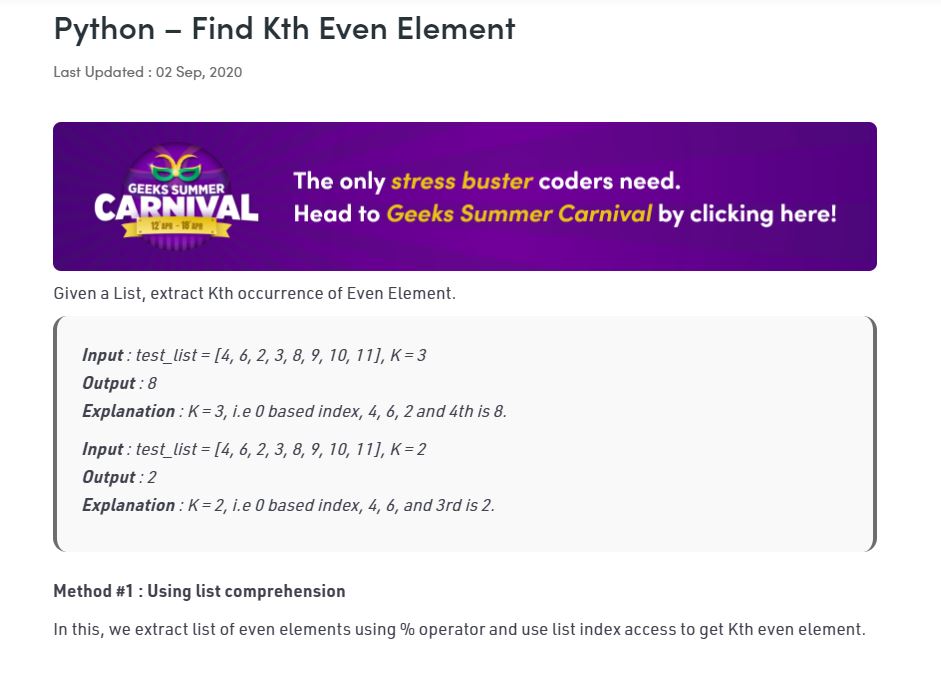 Python – Find Kth Even Element
Last Updated : 02 Sep, 2020
GEEKS SUMMER
CARNIVAL
12 APR - 18 APR
The only stress buster coders need.
Head to Geeks Summer Carnival by clicking here!
Given a List, extract Kth occurrence of Even Element.
Input : test_list = [4, 6, 2, 3, 8, 9, 10, 11], K = 3
Output : 8
Explanation : K = 3, i.e 0 based index, 4, 6, 2 and 4th is 8.
Input : test_list = [4, 6, 2, 3, 8, 9, 10, 11], K = 2
Output : 2
Explanation : K = 2, i.e 0 based index, 4, 6, and 3rd is 2.
Method #1 : Using list comprehension
In this, we extract list of even elements using % operator and use list index access to get Kth even element.